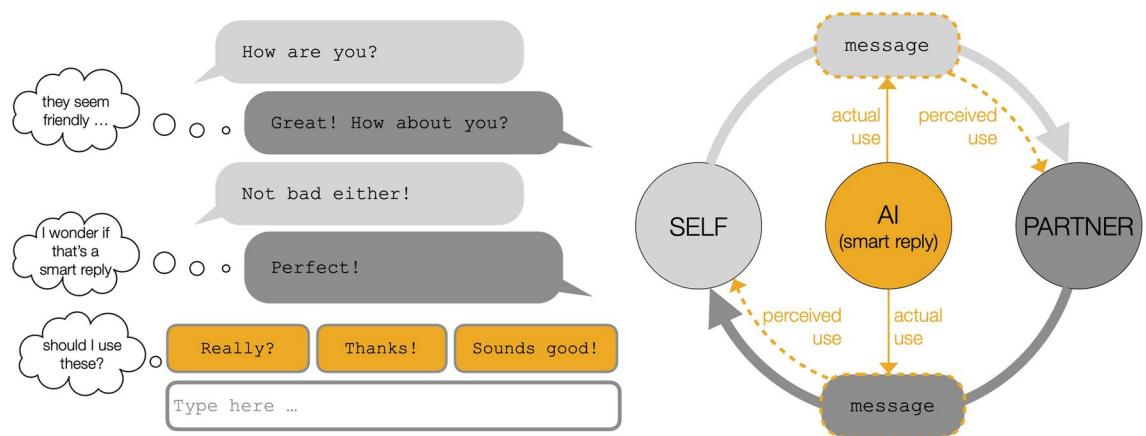 How are you?
they seem
friendly ...
Great! How about you?
Not bad either!
I wonder if
that's a
smart reply
Perfect!
should I use
these?
Really?
Thanks!
Sounds good!
Type here …
message
actual
use
perceived
use
SELF
AI
(smart reply)
PARTNER
perceived
use
actual
use
message